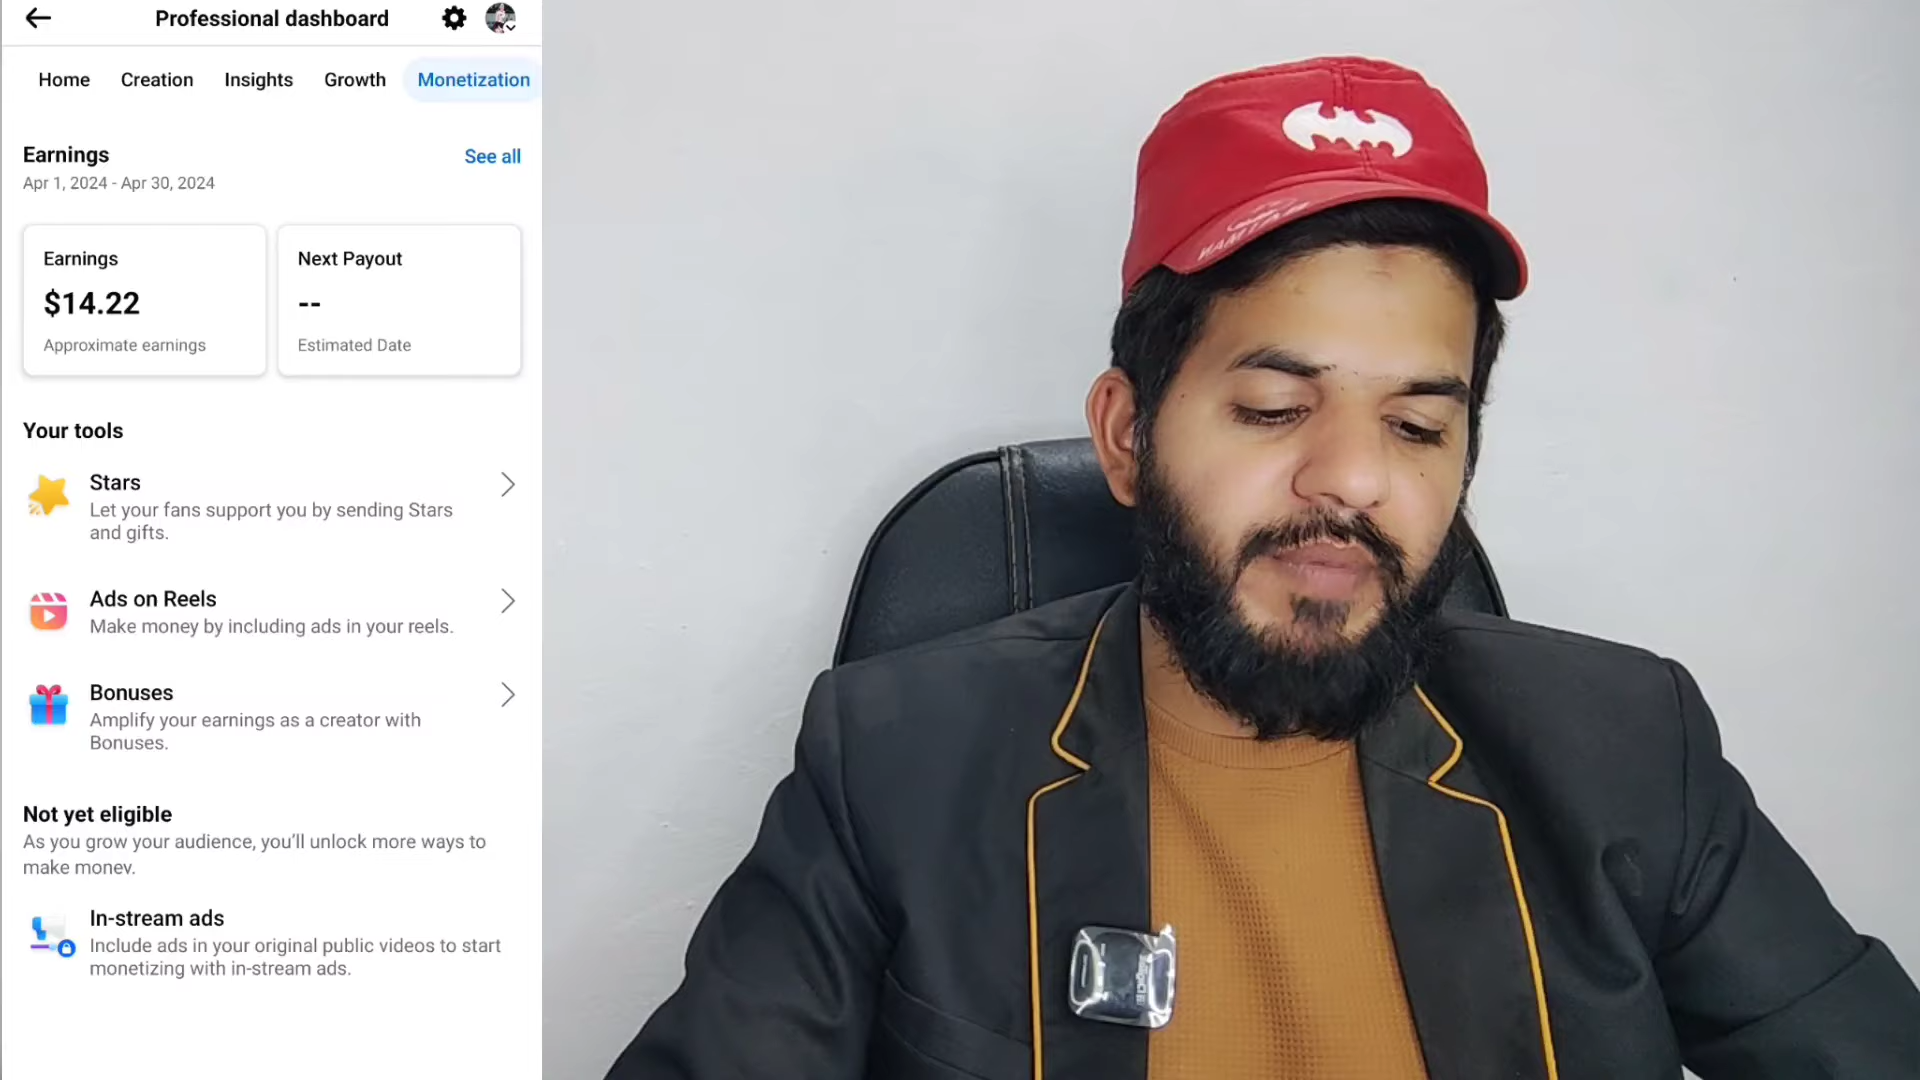 Professional dashboard
Home Creation Insights Growth Monetization
Earnings See all
Apr 1, 2024 - Apr 30, 2024
Earnings
$14.22
Approximate earnings
Next Payout
--
Estimated Date
Your tools
Stars
Let your fans support you by sending Stars
and gifts.
Ads on Reels
Make money by including ads in your reels.
Bonuses
Amplify your earnings as a creator with
Bonuses.
Not yet eligible
As you grow your audience, you'll unlock more ways to
make money.
In-stream ads
Include ads in your original public videos to start
monetizing with in-stream ads.